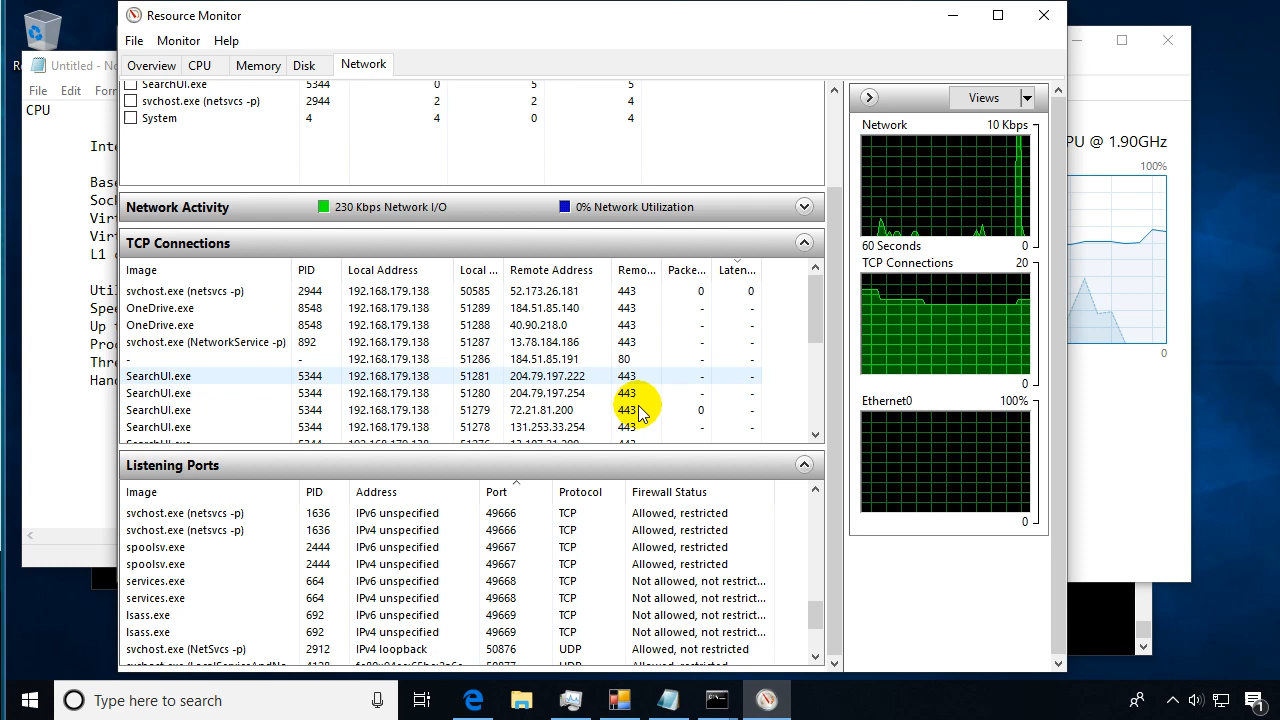 Resource Monitor
File Monitor Help
Overview CPU Memory Disk Network
SearchUI.exe 5344 0 5 5
svchost.exe (netsvcs -p) 2944 2 2 4
System 4 4 0 4
Network Activity 230 Kbps Network I/O 0% Network Utilization
TCP Connections
Image PID Local Address Local ... Remote Address Remo... Packe... Laten...
svchost.exe (netsvcs -p) 2944 192.168.179.138 50585 52.173.26.181 443 0 0
OneDrive.exe 8548 192.168.179.138 51289 184.51.85.140 443 - -
OneDrive.exe 8548 192.168.179.138 51288 40.90.218.0 443 - -
svchost.exe (NetworkService -p) 892 192.168.179.138 51287 13.78.184.186 443 - -
- - 192.168.179.138 51286 184.51.85.191 80 - -
SearchUI.exe 5344 192.168.179.138 51281 204.79.197.222 443 - -
SearchUI.exe 5344 192.168.179.138 51280 204.79.197.254 443 - -
SearchUI.exe 5344 192.168.179.138 51279 72.21.81.200 443 0 -
SearchUI.exe 5344 192.168.179.138 51278 131.253.33.254 443 - -
Listening Ports
Image PID Address Port Protocol Firewall Status
svchost.exe (netsvcs -p) 1636 IPv6 unspecified 49666 TCP Allowed, restricted
svchost.exe (netsvcs -p) 1636 IPv4 unspecified 49666 TCP Allowed, restricted
spoolsv.exe 2444 IPv6 unspecified 49667 TCP Allowed, restricted
spoolsv.exe 2444 IPv4 unspecified 49667 TCP Allowed, restricted
services.exe 664 IPv6 unspecified 49668 TCP Not allowed, not restrict...
services.exe 664 IPv4 unspecified 49668 TCP Not allowed, not restrict...
lsass.exe 692 IPv6 unspecified 49669 TCP Not allowed, not restrict...
lsass.exe 692 IPv4 unspecified 49669 TCP Not allowed, not restrict...
svchost.exe (NetSvcs -p) 2912 IPv4 loopback 50876 UDP Allowed, not restricted
Views
Network 10 Kbps
60 Seconds 0
TCP Connections 20
0
Ethernet0 100%
0
Untitled - No
File Edit For
CPU
Inte
Base
Sock
Virt
Virt
L1 c
Util
Spee
Up t
Proc
Thre
Hand
PU @ 1.90GHz
100%
0
Type here to search
1